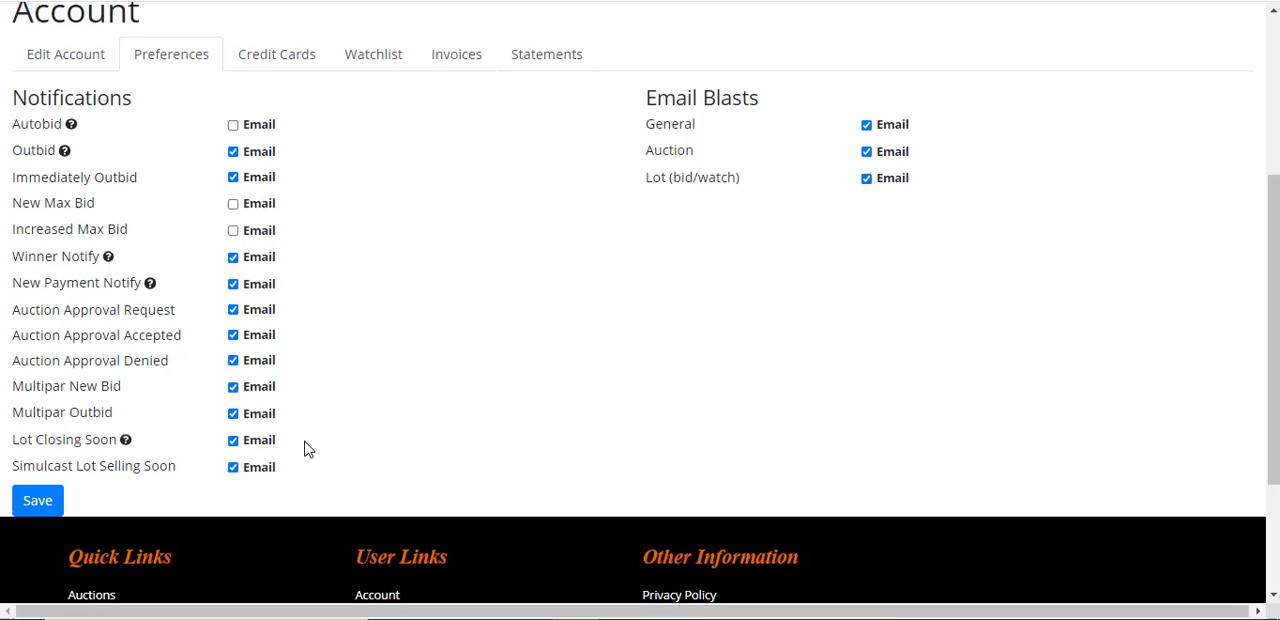 Account
Edit Account Preferences Credit Cards Watchlist Invoices Statements
Notifications
Autobid Email
Outbid Email
Immediately Outbid Email
New Max Bid Email
Increased Max Bid Email
Winner Notify Email
New Payment Notify Email
Auction Approval Request Email
Auction Approval Accepted Email
Auction Approval Denied Email
Multipar New Bid Email
Multipar Outbid Email
Lot Closing Soon Email
Simulcast Lot Selling Soon Email
Save
Email Blasts
General Email
Auction Email
Lot (bid/watch) Email
Quick Links
Auctions
User Links
Account
Other Information
Privacy Policy